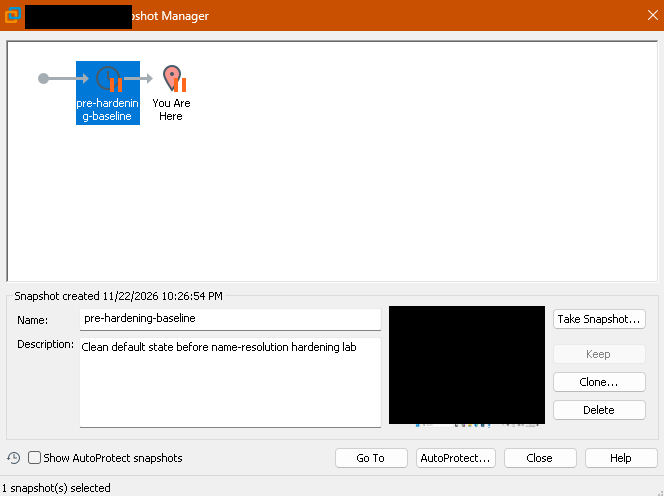 pshot Manager
pre-hardenin
g-baseline
You Are
Here
Snapshot created 11/22/2026 10:26:54 PM
Name:
pre-hardening-baseline
Take Snapshot...
Description:
Clean default state before name-resolution hardening lab
Keep
Clone...
Delete
Show AutoProtect snapshots
Go To
AutoProtect...
Close
Help
1 snapshot(s) selected